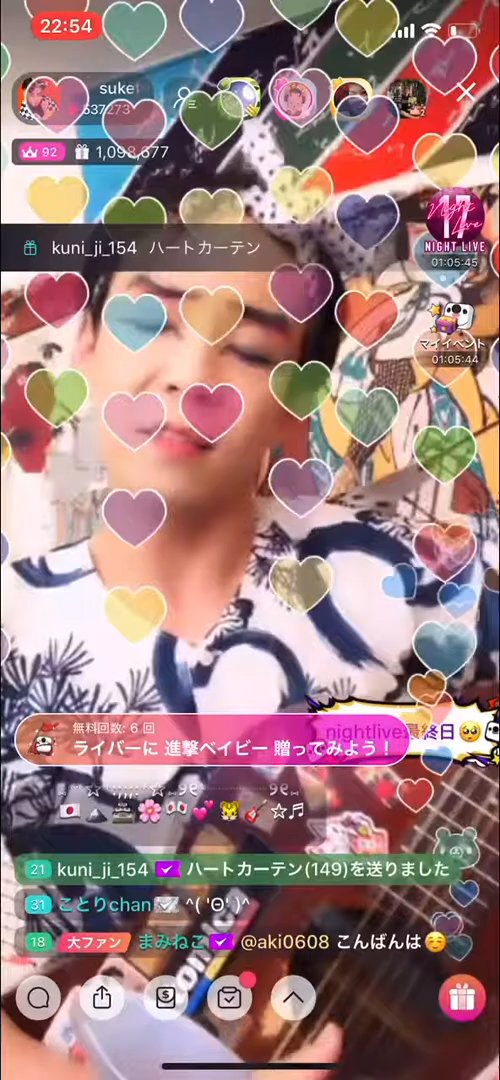 22:54
suke
537273
92 1,098,677
Night Live
NIGHT LIVE
01:05:45
kuni_ji_154 ハートカーテン
マイイベント
01:05:44
nightlive最終日🥺
無料回数: 6 回
ライバーに 進撃ベイビー 贈ってみよう！
🇯🇵🗻🏯🌸🎌💕🐯🎸☆♬
21 kuni_ji_154 ハートカーテン(149)を送りました
31 ことりchan ^( 'Θ' )^
18 大ファン まみねこ @aki0608 こんばんは☺️